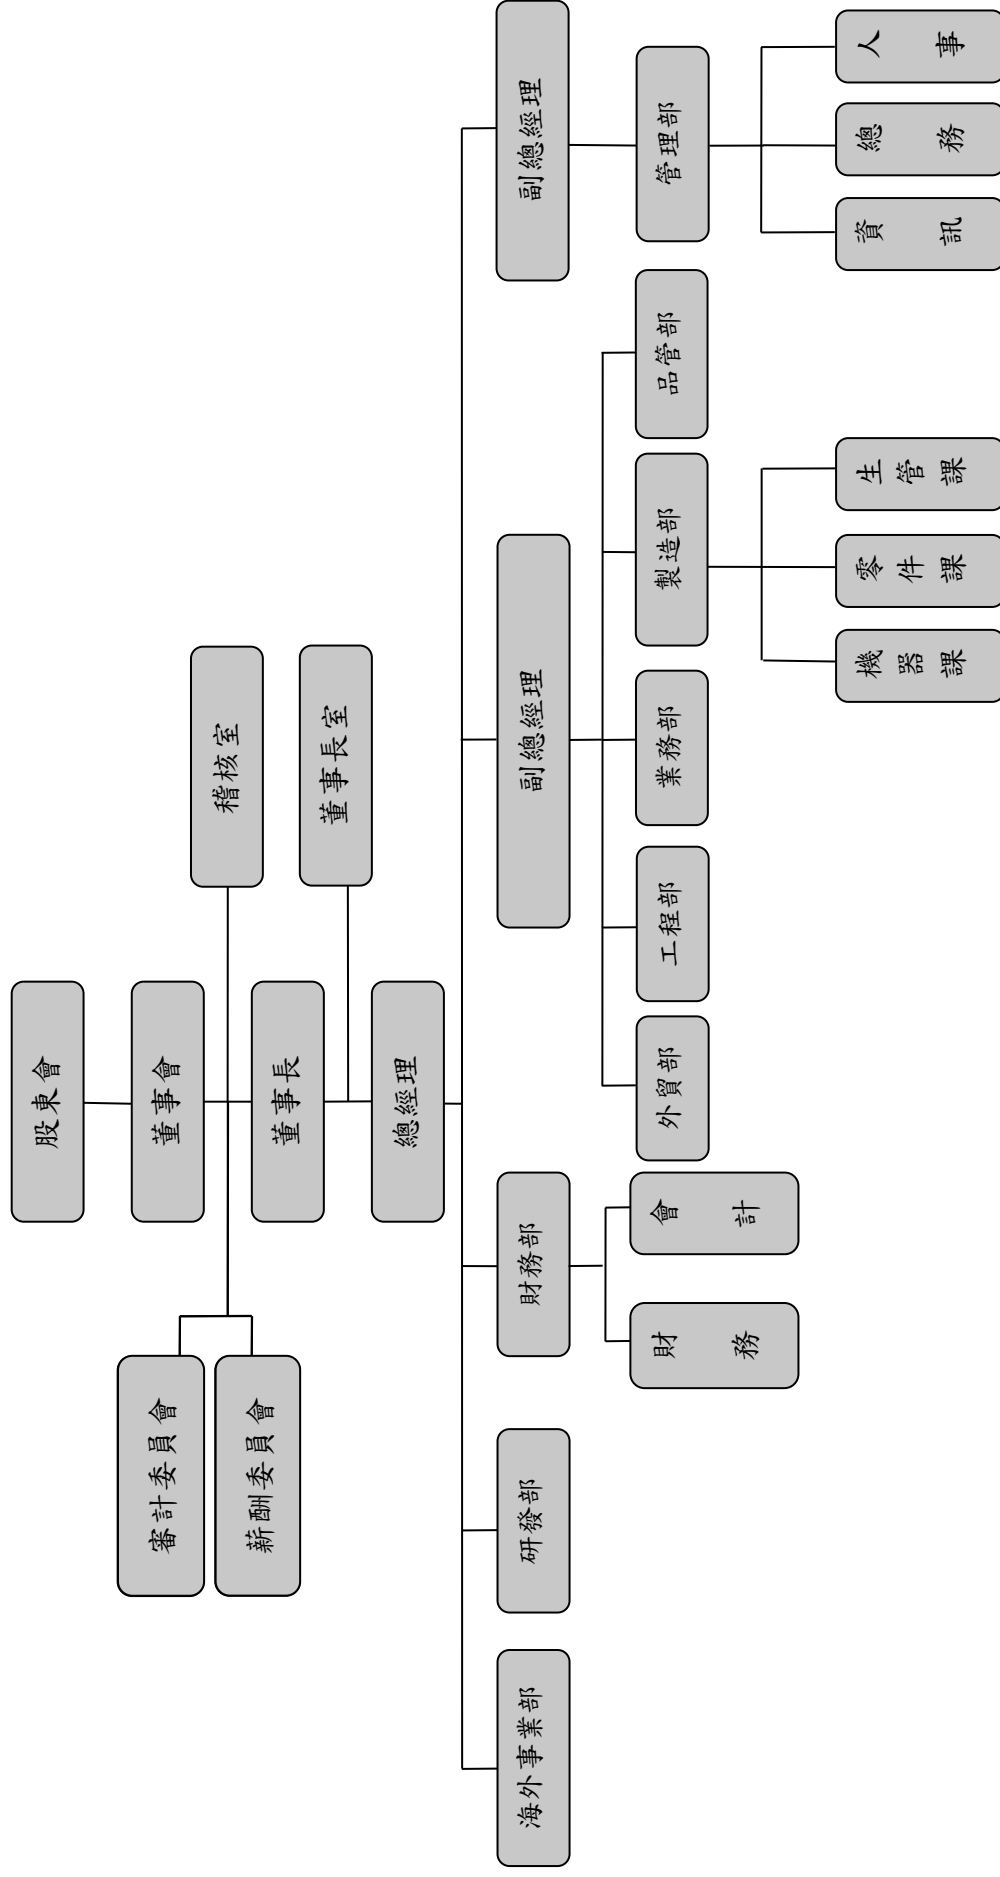 股東會
董事會
稽核室
審計委員會
薪酬委員會
董事長
董事長室
總經理
海外事業部
研發部
財務部
副總經理
副總經理
財務
會計
外貿部
工程部
業務部
製造部
品管部
管理部
機器課
零件課
生管課
資訊
總務
人事